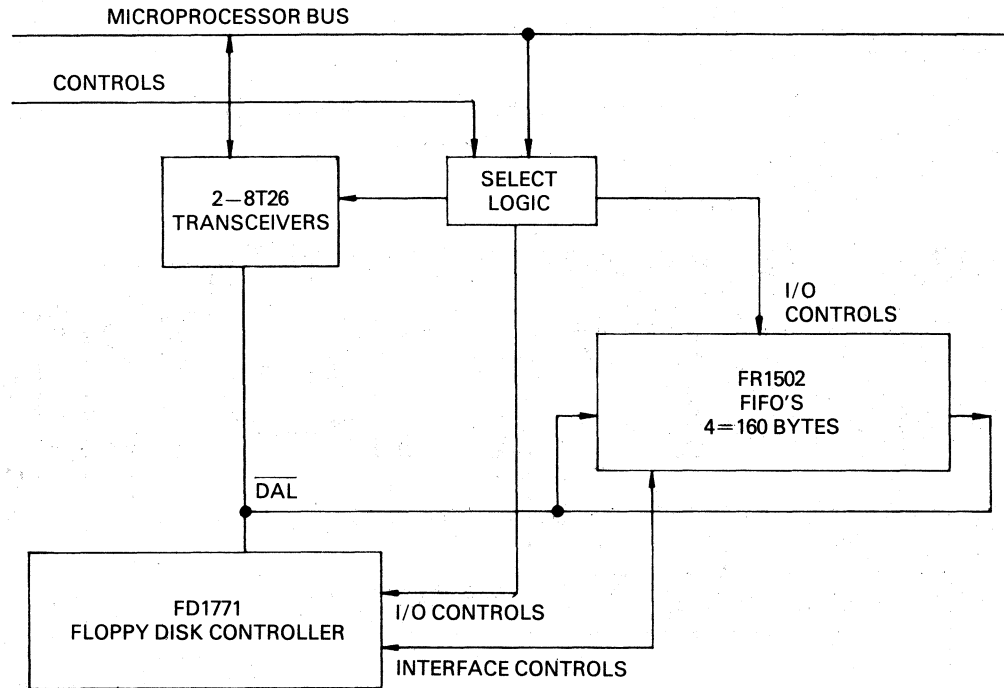 MICROPROCESSOR BUS
CONTROLS
2—8T26
TRANSCEIVERS
SELECT
LOGIC
I/O
CONTROLS
FR1502
FIFO'S
4=160 BYTES
DAL
FD1771
FLOPPY DISK CONTROLLER
I/O CONTROLS
INTERFACE CONTROLS